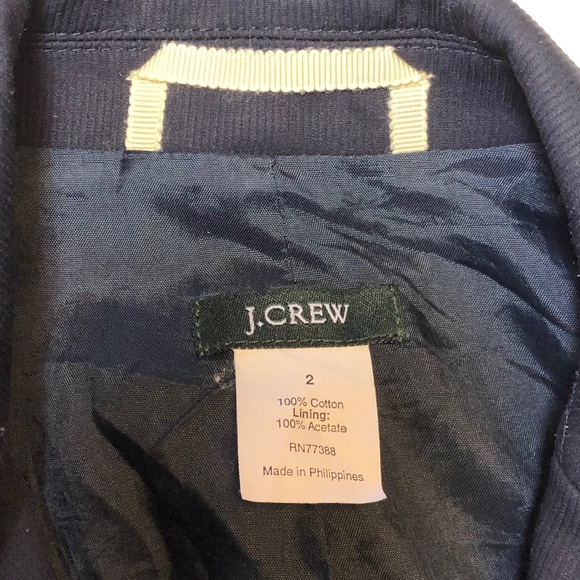 J.CREW
2
100% Cotton
Lining:
100% Acetate
RN77388
Made in Philippines